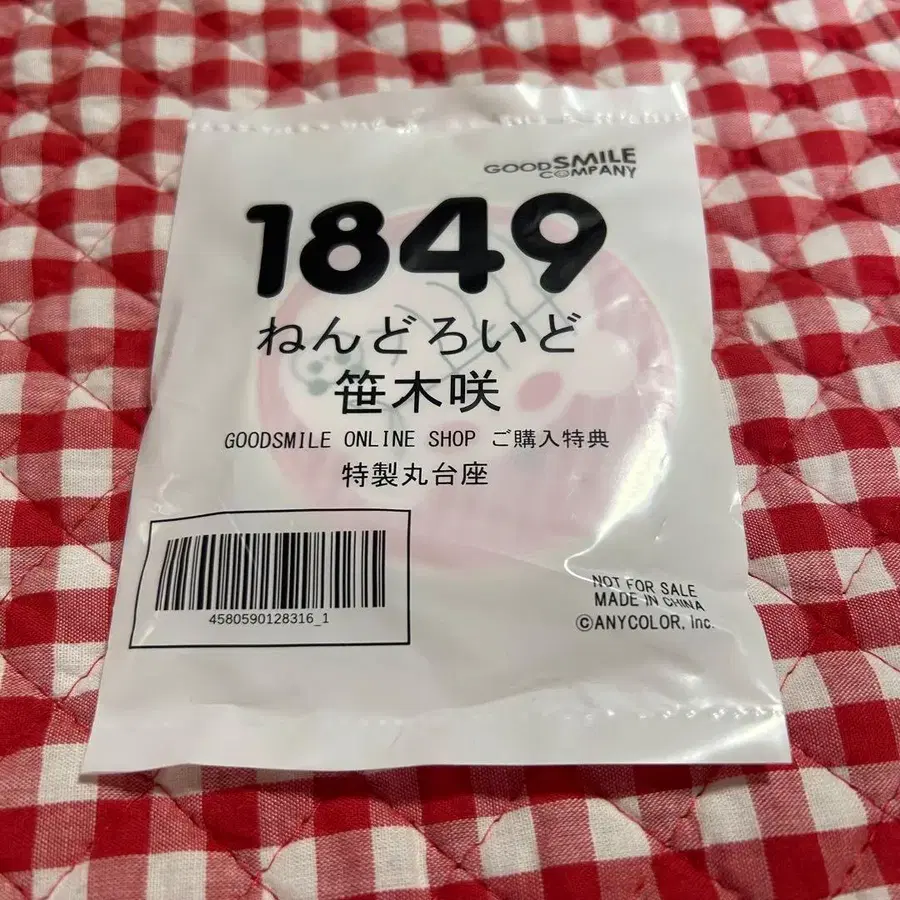 GOODSMILE
COMPANY
1849
ねんどろいど
笹木咲
GOODSMILE ONLINE SHOP ご購入特典
特製丸台座
4580590128316_1
NOT FOR SALE
MADE IN CHINA
©ANYCOLOR, Inc.